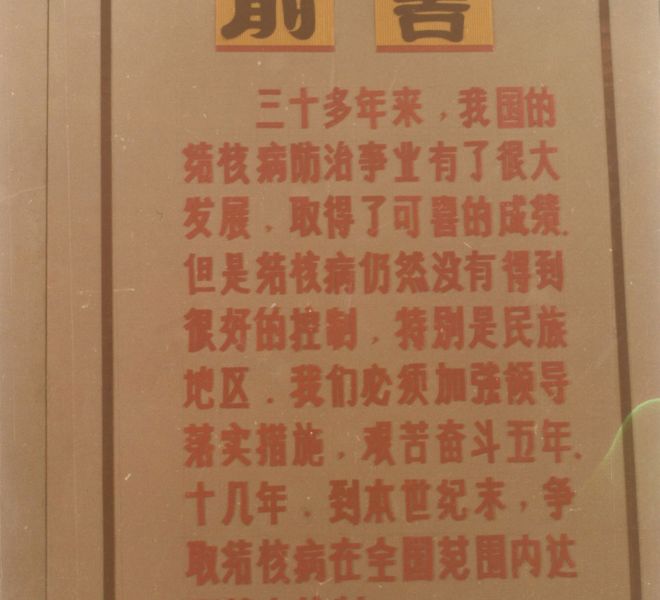 前言
三十多年来，我国的
结核病防治事业有了很大
发展，取得了可喜的成绩．
但是结核病仍然没有得到
很好的控制，特别是民族
地区．我们必须加强领导
落实措施，艰苦奋斗五年．
十几年．到本世纪末，争
取结核病在全国范围内达